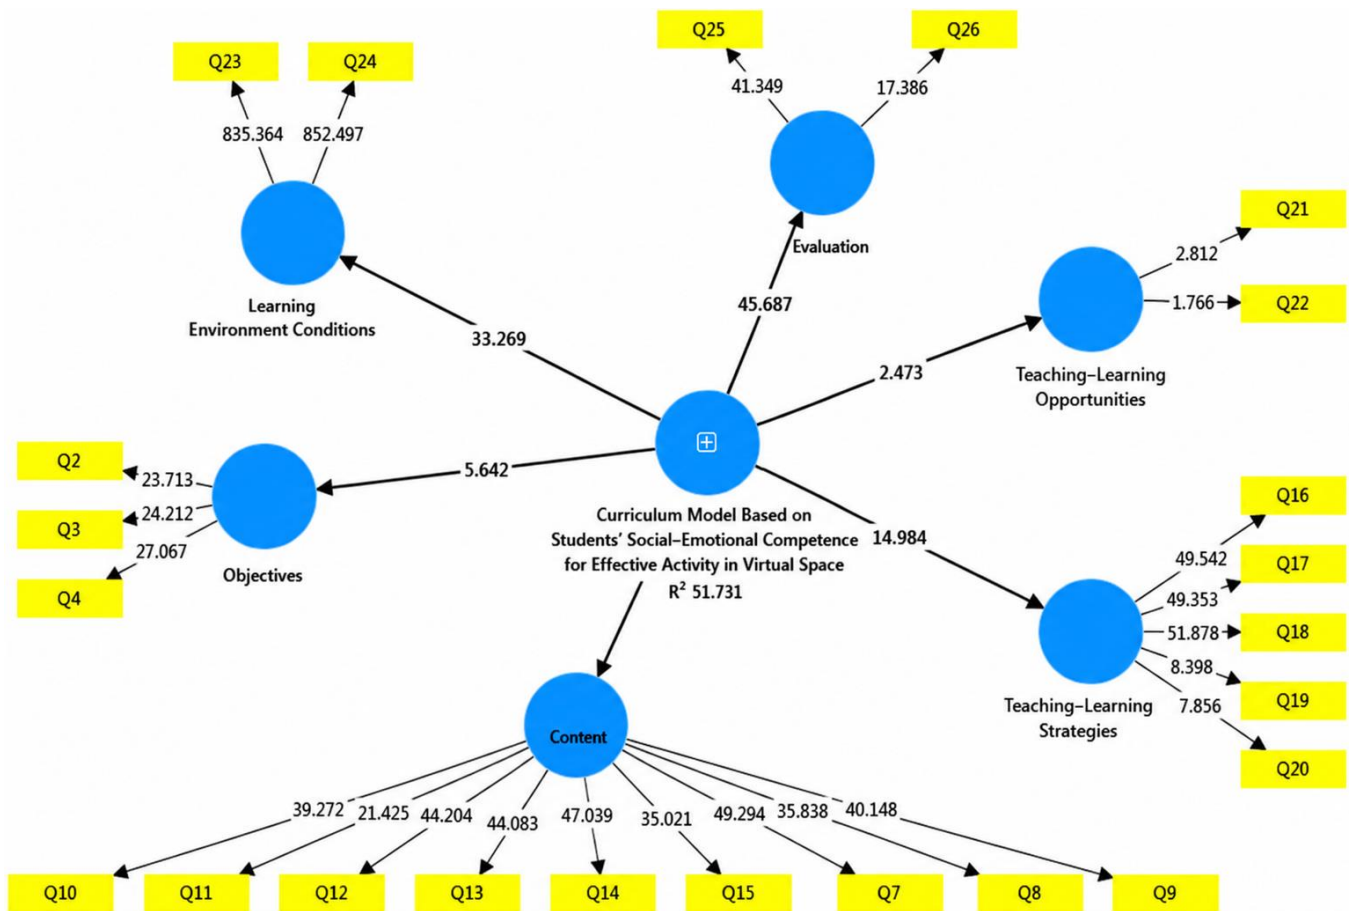 Q25
Q26
Q23
Q24
41.349
17.386
835.364
852.497
Q21
Evaluation
2.812
Q22
1.766
Learning
Environment Conditions
45.687
33.269
2.473
Teaching–Learning
Opportunities
Q2
5.642
23.713
Q3
24.212
27.067
Q4
Objectives
Curriculum Model Based on
Students' Social–Emotional Competence
for Effective Activity in Virtual Space
R² 51.731
14.984
Q16
49.542
Q17
49.353
Q18
51.878
8.398
Q19
7.856
Q20
Teaching–Learning
Strategies
Content
39.272
21.425
44.204
44.083
47.039
35.021
49.294
35.838
40.148
Q10
Q11
Q12
Q13
Q14
Q15
Q7
Q8
Q9